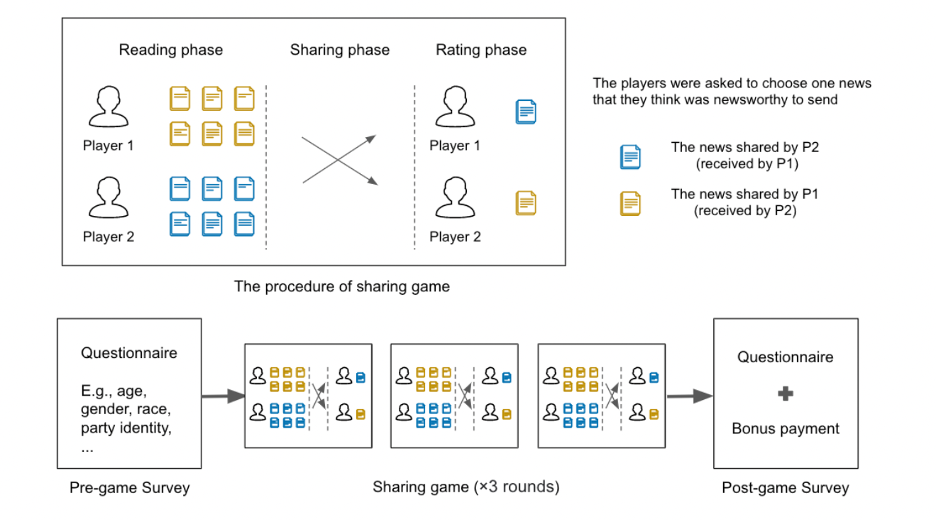 Reading phase
Sharing phase
Rating phase
Player 1
Player 1
Player 2
Player 2
The players were asked to choose one news
that they think was newsworthy to send
The news shared by P2
(received by P1)
The news shared by P1
(received by P2)
The procedure of sharing game
Questionnaire
E.g., age,
gender, race,
party identity,
...
Questionnaire
Bonus payment
Pre-game Survey
Sharing game (×3 rounds)
Post-game Survey